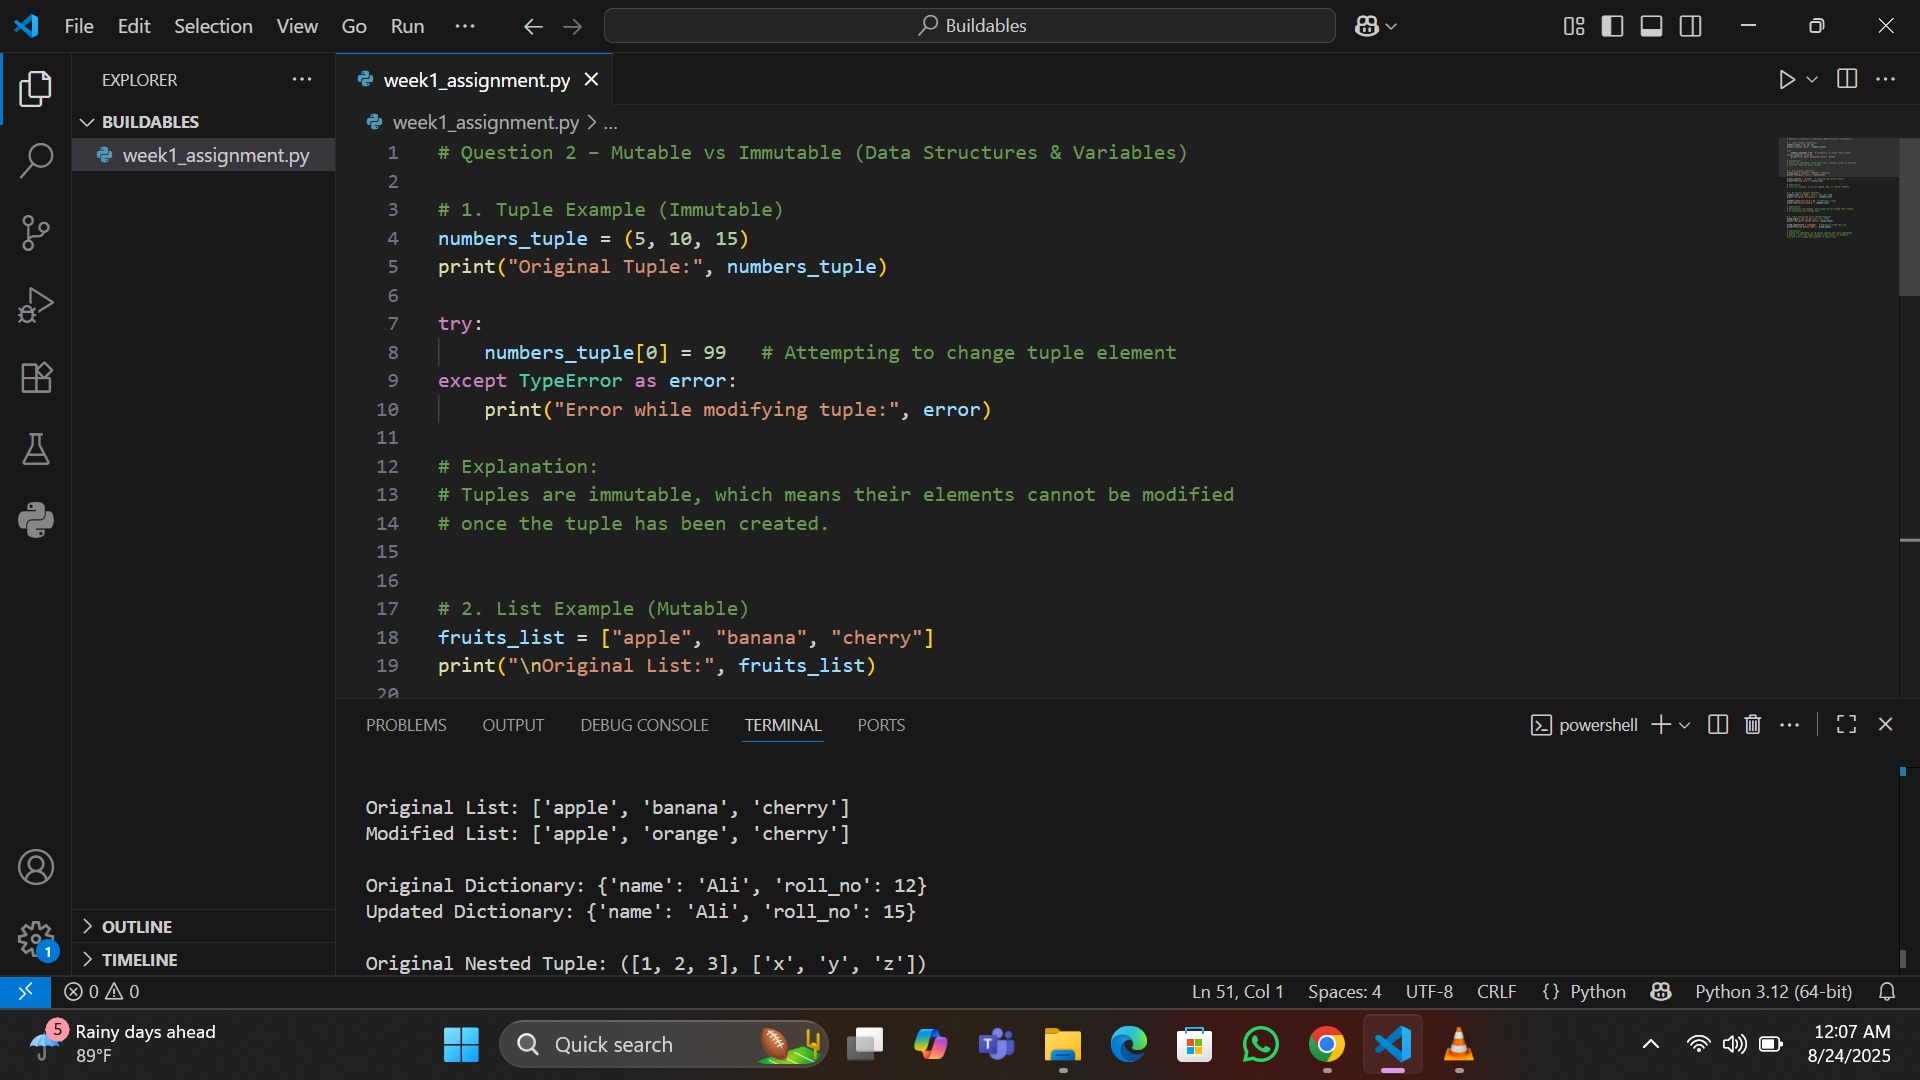 File Edit Selection View Go Run ... Buildables
EXPLORER
BUILDABLES
week1_assignment.py
week1_assignment.py
week1_assignment.py > ...
1 # Question 2 – Mutable vs Immutable (Data Structures & Variables)
2
3 # 1. Tuple Example (Immutable)
4 numbers_tuple = (5, 10, 15)
5 print("Original Tuple:", numbers_tuple)
6
7 try:
8     numbers_tuple[0] = 99   # Attempting to change tuple element
9 except TypeError as error:
10     print("Error while modifying tuple:", error)
11
12 # Explanation:
13 # Tuples are immutable, which means their elements cannot be modified
14 # once the tuple has been created.
15
16
17 # 2. List Example (Mutable)
18 fruits_list = ["apple", "banana", "cherry"]
19 print("\nOriginal List:", fruits_list)
20
PROBLEMS OUTPUT DEBUG CONSOLE TERMINAL PORTS powershell
Original List: ['apple', 'banana', 'cherry']
Modified List: ['apple', 'orange', 'cherry']
Original Dictionary: {'name': 'Ali', 'roll_no': 12}
Updated Dictionary: {'name': 'Ali', 'roll_no': 15}
Original Nested Tuple: ([1, 2, 3], ['x', 'y', 'z'])
OUTLINE
TIMELINE
1
0 0 Ln 51, Col 1 Spaces: 4 UTF-8 CRLF {} Python Python 3.12 (64-bit)
5 Rainy days ahead
89°F
Quick search
12:07 AM
8/24/2025